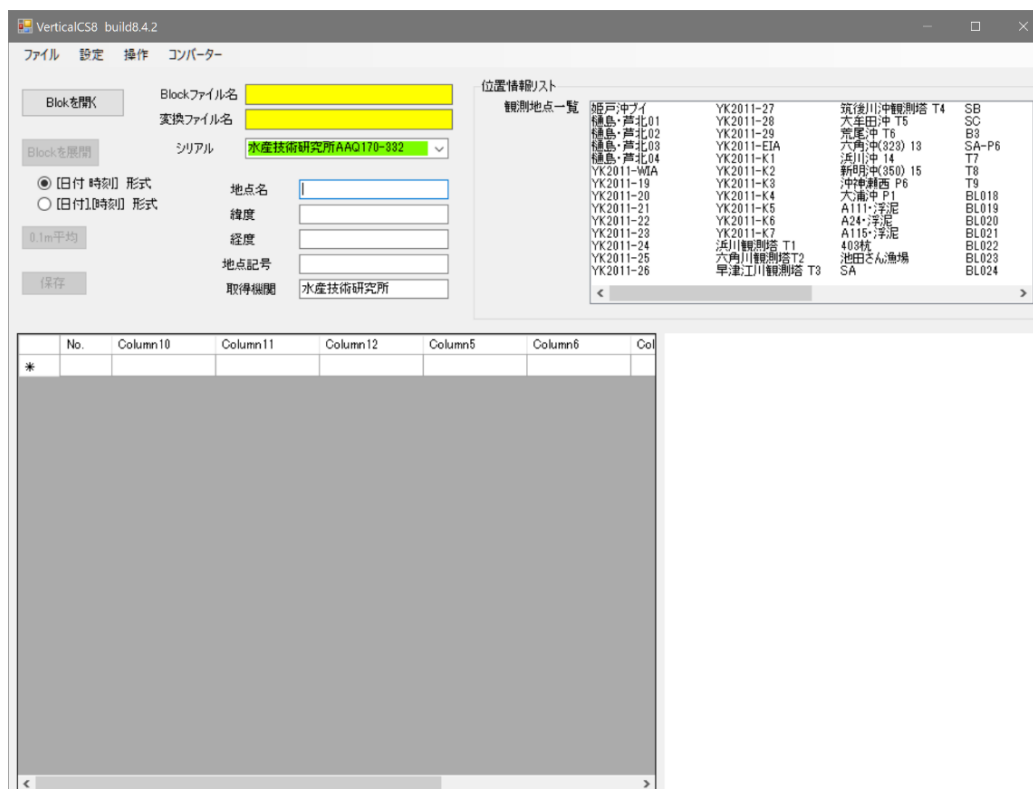 VerticalCS8 build8.4.2
ファイル 設定 操作 コンバーター
Blokを開く
Blockファイル名
変換ファイル名
Blockを展開
シリアル 水産技術研究所AAQ170-332
[日付 時刻] 形式
[日付],[時刻] 形式
0.1m平均
保存
地点名
緯度
経度
地点記号
取得機関 水産技術研究所
位置情報リスト
観測地点一覧
姫戸沖ブイ YK2011-27 筑後川沖観測塔 T4 SB
樋島・芦北01 YK2011-28 大牟田沖 T5 SC
樋島・芦北02 YK2011-29 荒尾沖 T6 B3
樋島・芦北03 YK2011-EIA 六角沖(323) 13 SA-P6
樋島・芦北04 YK2011-K1 浜川沖 14 T7
YK2011-WIA YK2011-K2 新明沖(350) 15 T8
YK2011-19 YK2011-K3 沖神瀬西 P6 T9
YK2011-20 YK2011-K4 大浦沖 P1 BL018
YK2011-21 YK2011-K5 A111・浮泥 BL019
YK2011-22 YK2011-K6 A24・浮泥 BL020
YK2011-23 YK2011-K7 A115・浮泥 BL021
YK2011-24 浜川観測塔 T1 403杭 BL022
YK2011-25 六角川観測塔T2 池田さん漁場 BL023
YK2011-26 早津江川観測塔 T3 SA BL024
No. Column10 Column11 Column12 Column5 Column6 Col